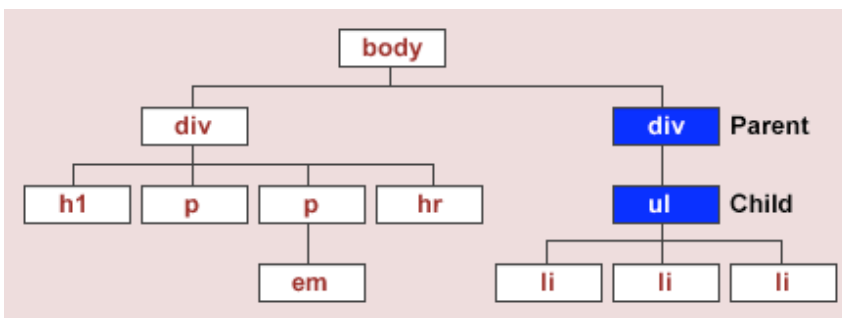 body
div div Parent
h1 p p hr ul Child
em li li li